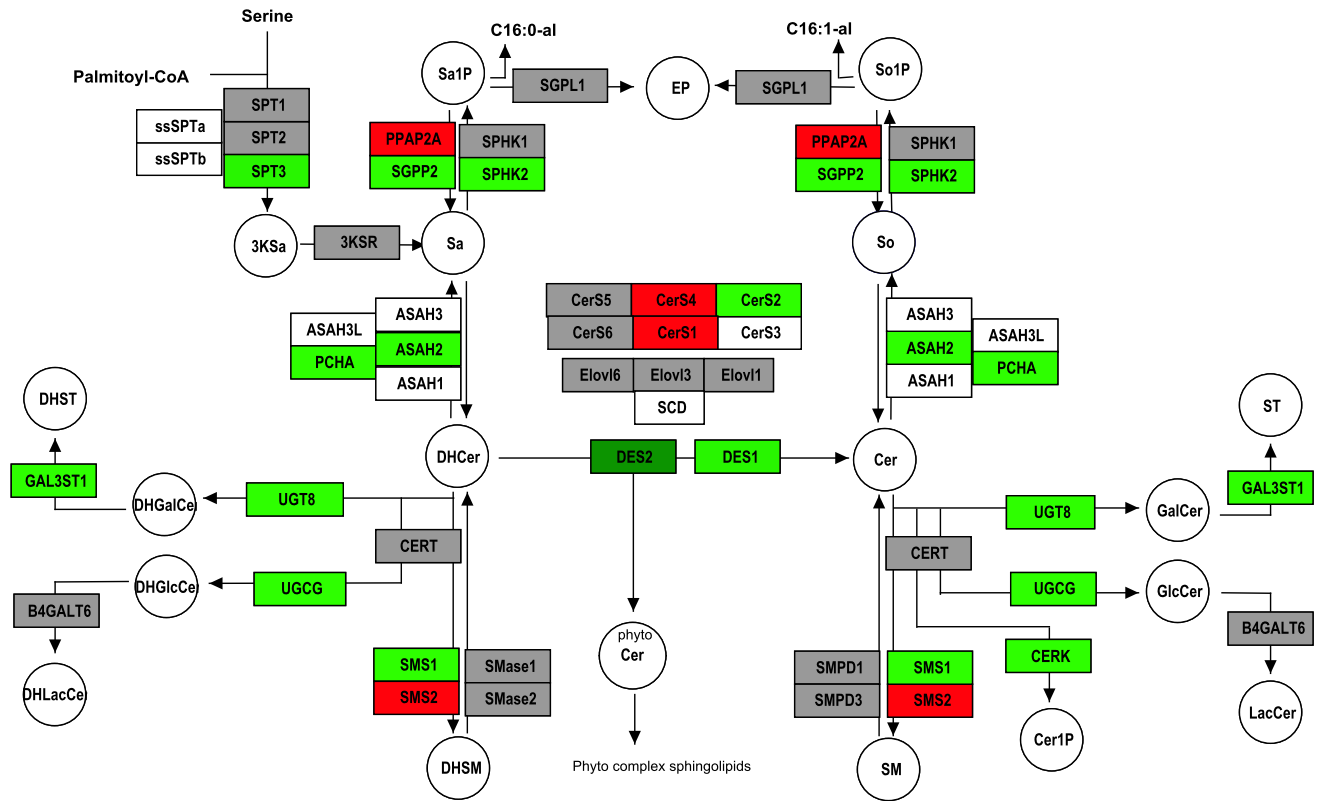 Serine
C16:0-al
C16:1-al
Palmitoyl-CoA
Sa1P
SGPL1
EP
SGPL1
So1P
SPT1
ssSPTa
SPT2
ssSPTb
SPT3
PPAP2A
SPHK1
SGPP2
SPHK2
PPAP2A
SPHK1
SGPP2
SPHK2
3KSa
3KSR
Sa
So
CerS5
CerS4
CerS2
CerS6
CerS1
CerS3
Elovl6
Elovl3
Elovl1
SCD
ASAH3
ASAH3L
ASAH2
PCHA
ASAH1
ASAH3
ASAH3L
ASAH2
PCHA
ASAH1
DHST
ST
DHCer
DES2
DES1
Cer
GAL3ST1
DHGalCe
UGT8
UGT8
GalCer
GAL3ST1
CERT
CERT
DHGlcCe
UGCG
UGCG
GlcCer
B4GALT6
B4GALT6
phyto
Cer
CERK
SMS1
SMase1
SMS2
SMase2
SMPD1
SMS1
SMPD3
SMS2
DHLacCe
LacCer
Cer1P
DHSM
Phyto complex sphingolipids
SM